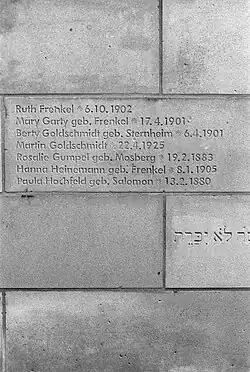 Ruth Frenkel * 6.10.1902
Mary Garty geb. Frenkel * 17.4.1901
Berty Goldschmidt geb. Sternheim * 6.4.1901
Martin Goldschmidt * 22.4.1925
Rosalie Gumpel geb. Mosberg * 19.2.1883
Hanna Heinemann geb. Frenkel * 8.1.1905
Paula Hochfeld geb. Salomon * 13.2.1880
לא יכרת